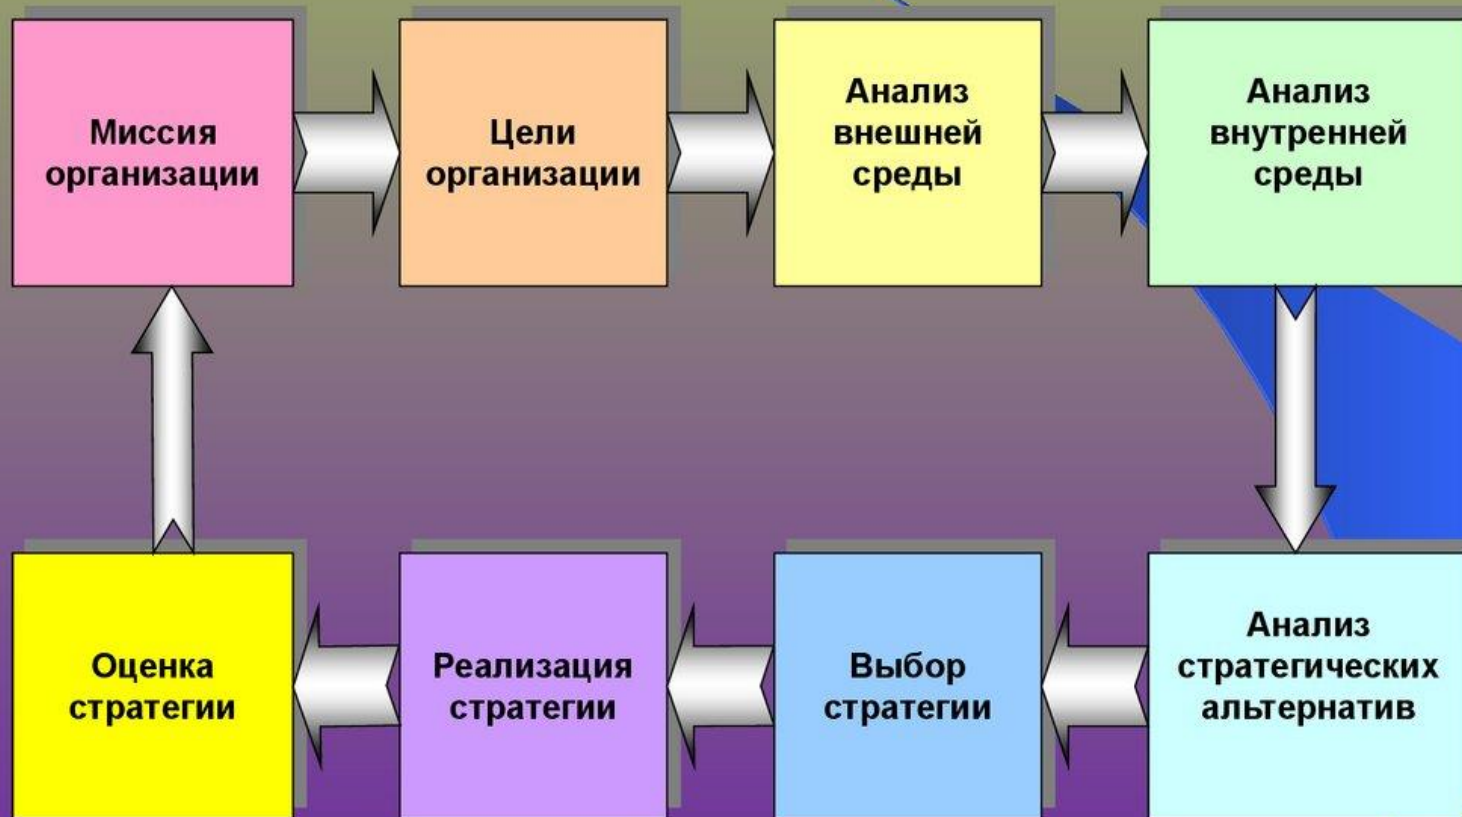 Миссия
организации
Цели
организации
Анализ
внешней
среды
Анализ
внутренней
среды
Оценка
стратегии
Реализация
стратегии
Выбор
стратегии
Анализ
стратегических
альтернатив